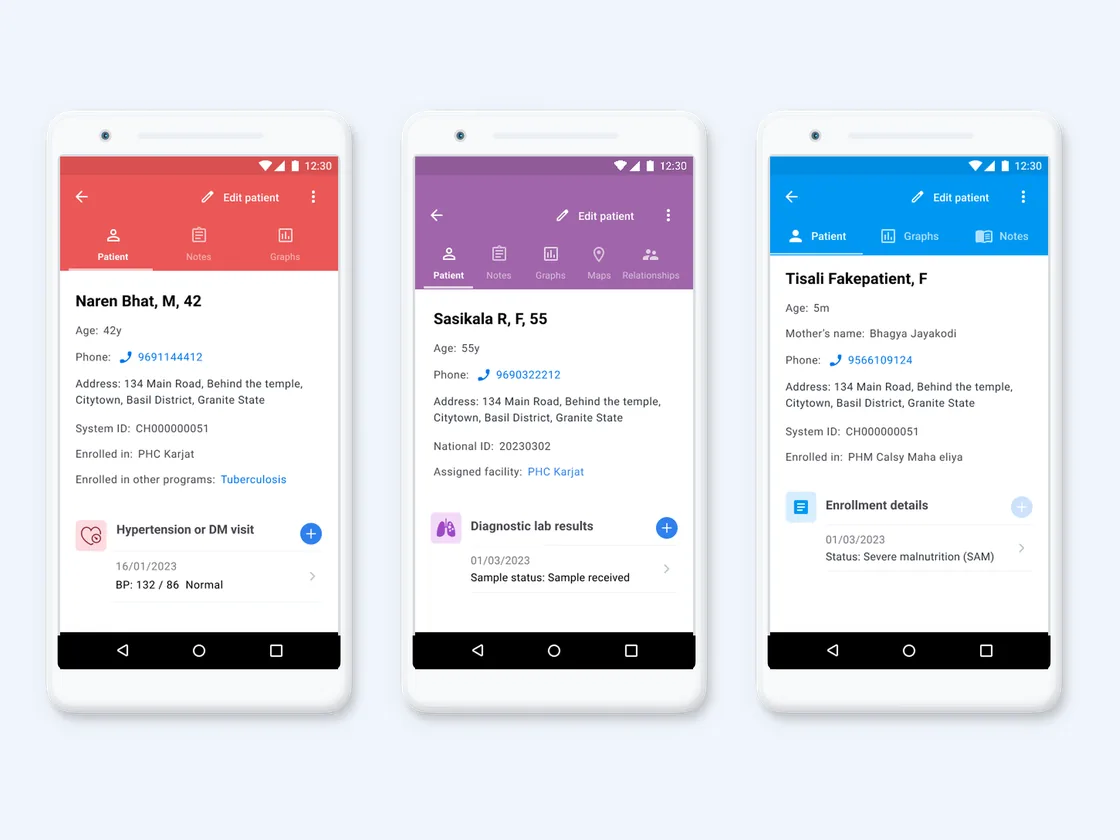 12:30
Edit patient
Patient Notes Graphs
Naren Bhat, M, 42
Age: 42y
Phone: 9691144412
Address: 134 Main Road, Behind the temple,
Citytown, Basil District, Granite State
System ID: CH000000051
Enrolled in: PHC Karjat
Enrolled in other programs: Tuberculosis
Hypertension or DM visit
16/01/2023
BP: 132 / 86 Normal
12:30
Edit patient
Patient Notes Graphs Maps Relationships
Sasikala R, F, 55
Age: 55y
Phone: 9690322212
Address: 134 Main Road, Behind the temple,
Citytown, Basil District, Granite State
National ID: 20230302
Assigned facility: PHC Karjat
Diagnostic lab results
01/03/2023
Sample status: Sample received
12:30
Edit patient
Patient Graphs Notes
Tisali Fakepatient, F
Age: 5m
Mother's name: Bhagya Jayakodi
Phone: 9566109124
Address: 134 Main Road, Behind the temple,
Citytown, Basil District, Granite State
System ID: CH000000051
Enrolled in: PHM Calsy Maha eliya
Enrollment details
01/03/2023
Status: Severe malnutrition (SAM)